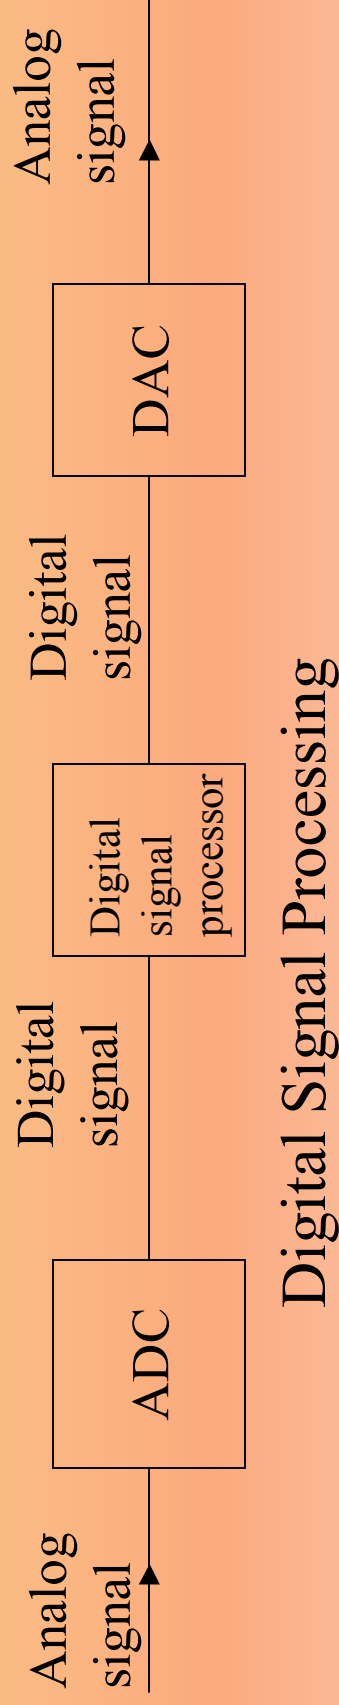 Analog
signal
ADC
Digital
signal
Digital
signal
processor
Digital
signal
DAC
Analog
signal
Digital Signal Processing